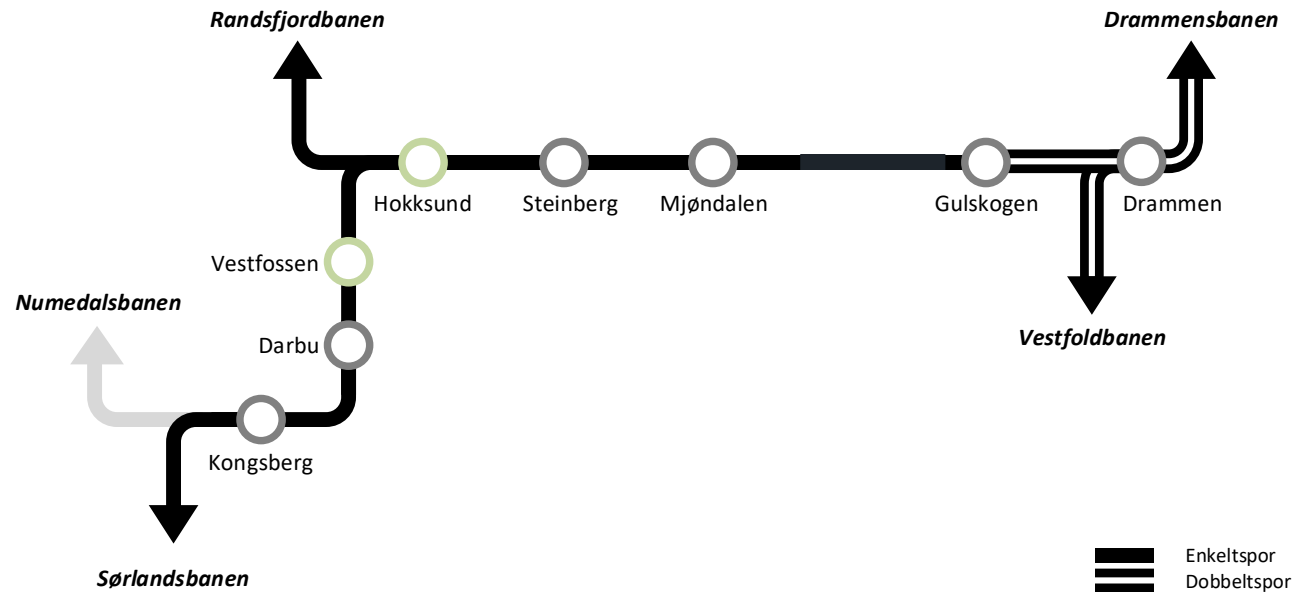 Randsfjordbanen
Drammensbanen
Hokksund
Steinberg
Mjøndalen
Gulskogen
Drammen
Vestfossen
Numedalsbanen
Darbu
Vestfoldbanen
Kongsberg
Sørlandsbanen
Enkeltspor
Dobbeltspor